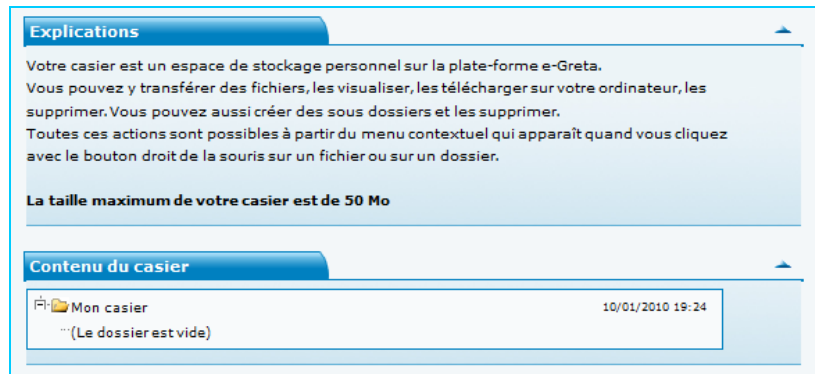 Explications
Votre casier est un espace de stockage personnel sur la plate-forme e-Greta.
Vous pouvez y transférer des fichiers, les visualiser, les télécharger sur votre ordinateur, les
supprimer. Vous pouvez aussi créer des sous dossiers et les supprimer.
Toutes ces actions sont possibles à partir du menu contextuel qui apparaît quand vous cliquez
avec le bouton droit de la souris sur un fichier ou sur un dossier.
La taille maximum de votre casier est de 50 Mo
Contenu du casier
Mon casier 10/01/2010 19:24
(Le dossier est vide)